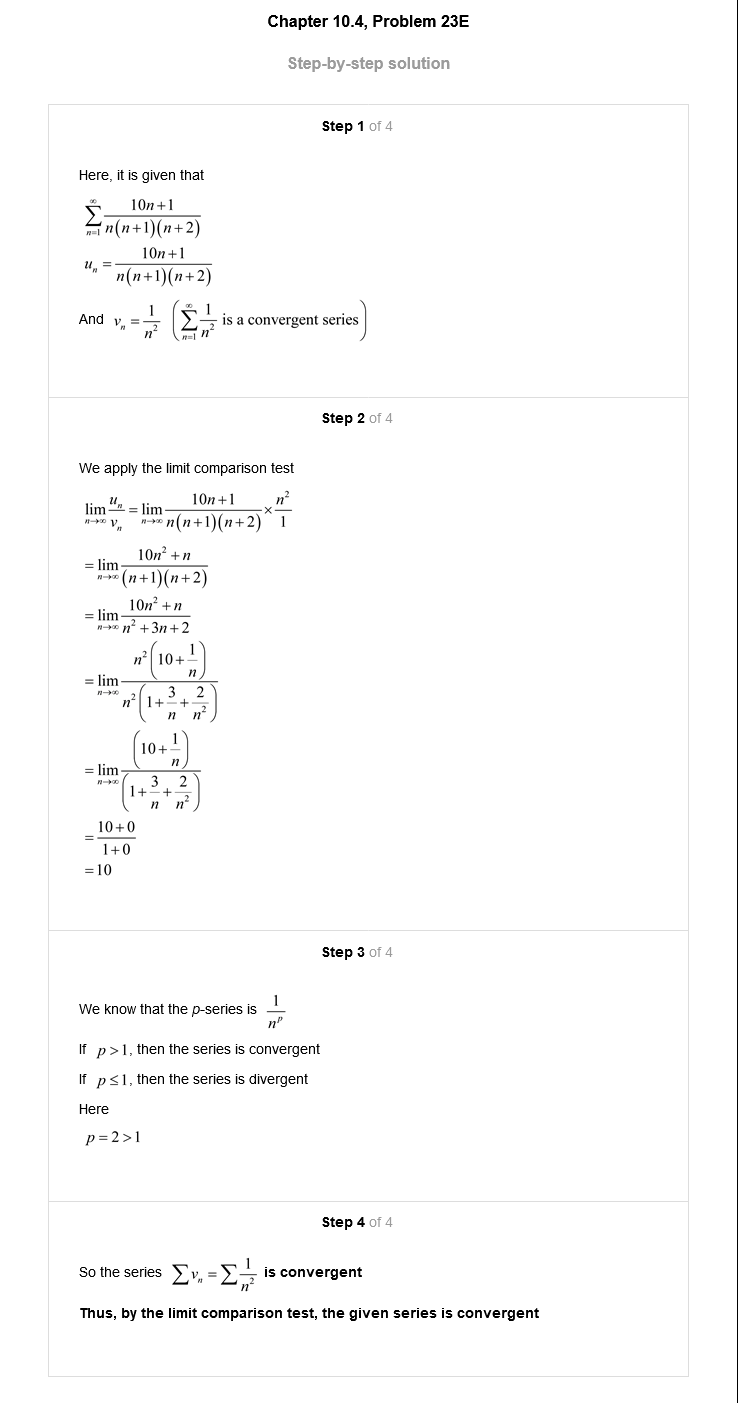 Chapter 10.4, Problem 23E
Step-by-step solution
Step 1 of 4
Here, it is given that
$\sum_{n=1}^{\infty} \frac{10n+1}{n(n+1)(n+2)}$
$u_n = \frac{10n+1}{n(n+1)(n+2)}$
And $v_n = \frac{1}{n^2} \left( \sum_{n=1}^{\infty} \frac{1}{n^2} \text{ is a convergent series} \right)$
Step 2 of 4
We apply the limit comparison test
$\lim_{n \to \infty} \frac{u_n}{v_n} = \lim_{n \to \infty} \frac{10n+1}{n(n+1)(n+2)} \times \frac{n^2}{1}$
$= \lim_{n \to \infty} \frac{10n^2+n}{(n+1)(n+2)}$
$= \lim_{n \to \infty} \frac{10n^2+n}{n^2+3n+2}$
$= \lim_{n \to \infty} \frac{n^2 \left( 10+\frac{1}{n} \right)}{n^2 \left( 1+\frac{3}{n}+\frac{2}{n^2} \right)}$
$= \lim_{n \to \infty} \frac{\left( 10+\frac{1}{n} \right)}{\left( 1+\frac{3}{n}+\frac{2}{n^2} \right)}$
$= \frac{10+0}{1+0}$
$= 10$
Step 3 of 4
We know that the p-series is $\frac{1}{n^p}$
If $p > 1$, then the series is convergent
If $p \le 1$, then the series is divergent
Here
$p = 2 > 1$
Step 4 of 4
So the series $\sum v_n = \sum \frac{1}{n^2}$ is convergent
Thus, by the limit comparison test, the given series is convergent